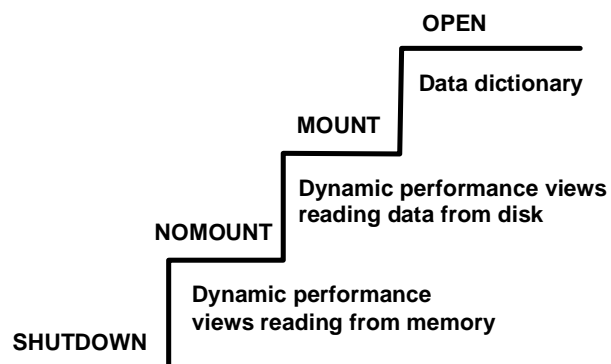 OPEN
Data dictionary
MOUNT
Dynamic performance views
reading data from disk
NOMOUNT
Dynamic performance
views reading from memory
SHUTDOWN